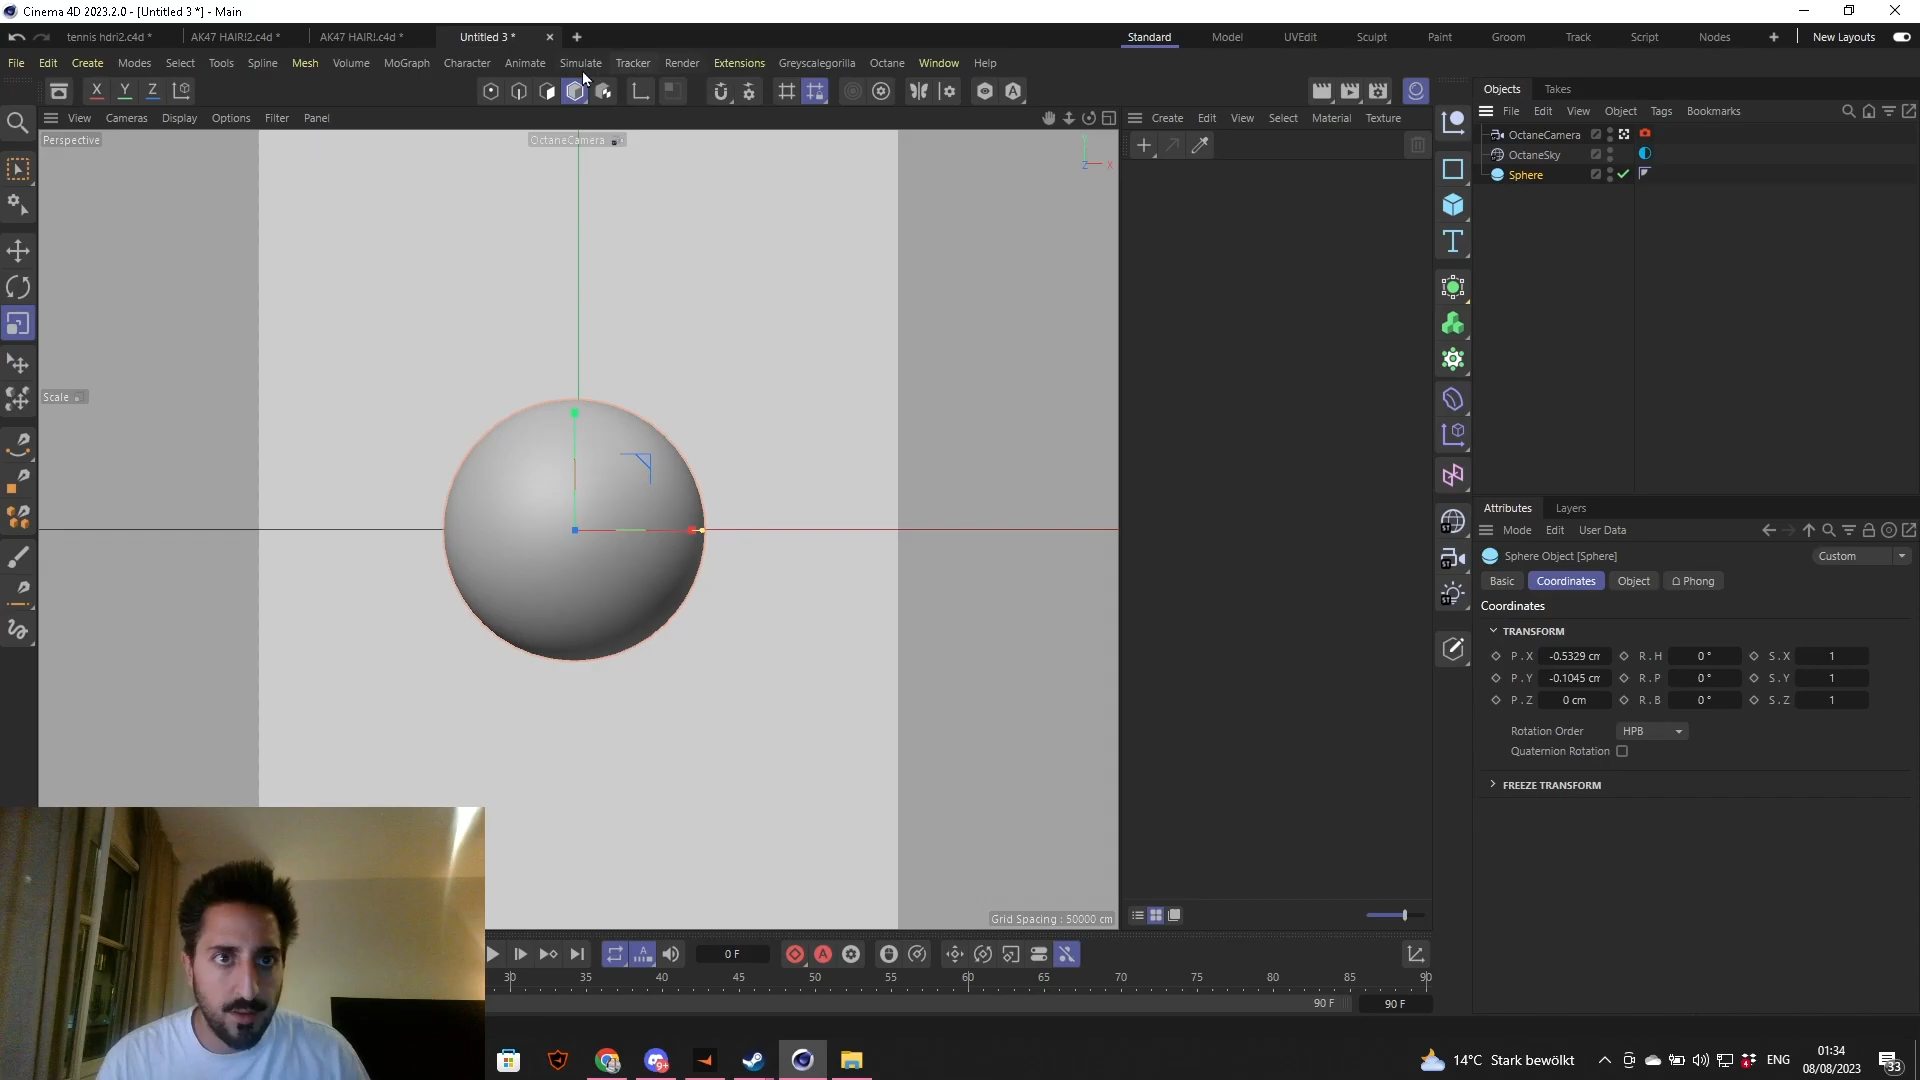 Cinema 4D 2023.2.0 - [Untitled 3 *] - Main
tennis hdri2.c4d *
AK47 HAIR!2.c4d *
AK47 HAIR!.c4d *
Untitled 3 *
Standard
Model
UVEdit
Sculpt
Paint
Groom
Track
Script
Nodes
New Layouts
File Edit Create Modes Select Tools Spline Mesh Volume MoGraph Character Animate Simulate Tracker Render Extensions Greyscalegorilla Octane Window Help
X Y Z
View Cameras Display Options Filter Panel
Perspective
OctaneCamera
Y
Z X
Scale
Grid Spacing : 50000 cm
Create Edit View Select Material Texture
Objects Takes
File Edit View Object Tags Bookmarks
OctaneCamera
OctaneSky
Sphere
Attributes Layers
Mode Edit User Data
Sphere Object [Sphere]
Custom
Basic Coordinates Object Phong
Coordinates
TRANSFORM
P . X -0.5329 cm R . H 0 ° S . X 1
P . Y -0.1045 cm R . P 0 ° S . Y 1
P . Z 0 cm R . B 0 ° S . Z 1
Rotation Order HPB
Quaternion Rotation
FREEZE TRANSFORM
0 F
30 35 40 45 50 55 60 65 70 75 80 85 90
90 F 90 F
14°C Stark bewölkt
ENG
01:34
08/08/2023
33
9+